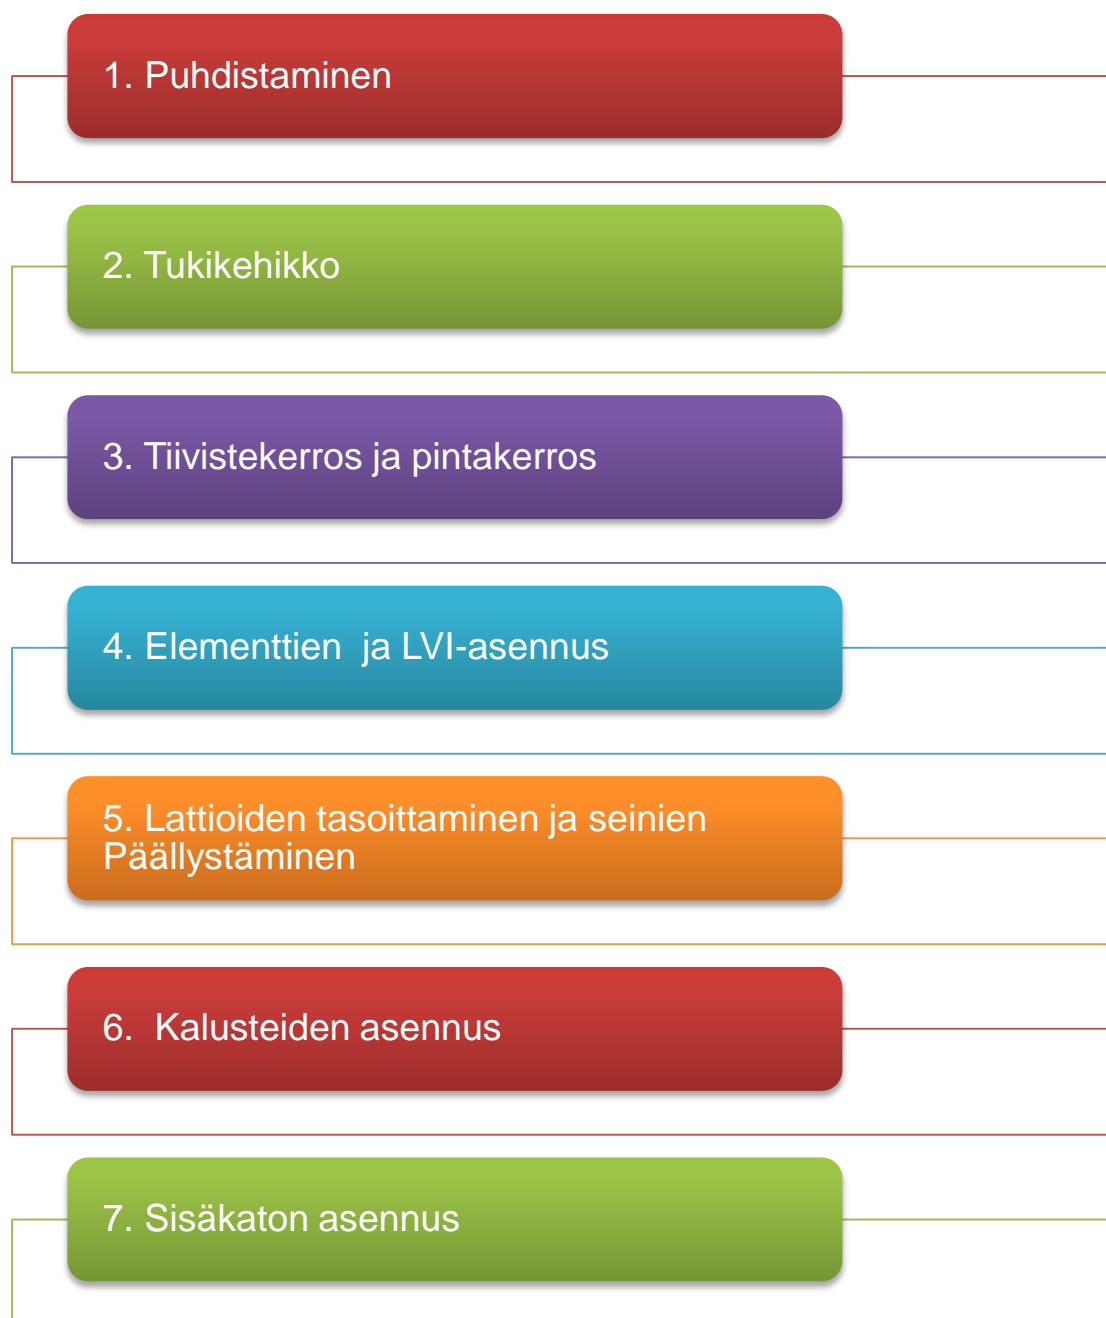 1. Puhdistaminen
2. Tukikehikko
3. Tiivistekerros ja pintakerros
4. Elementtien  ja LVI-asennus
5. Lattioiden tasoittaminen ja seinien
Päällystäminen
6.  Kalusteiden asennus
7. Sisäkaton asennus